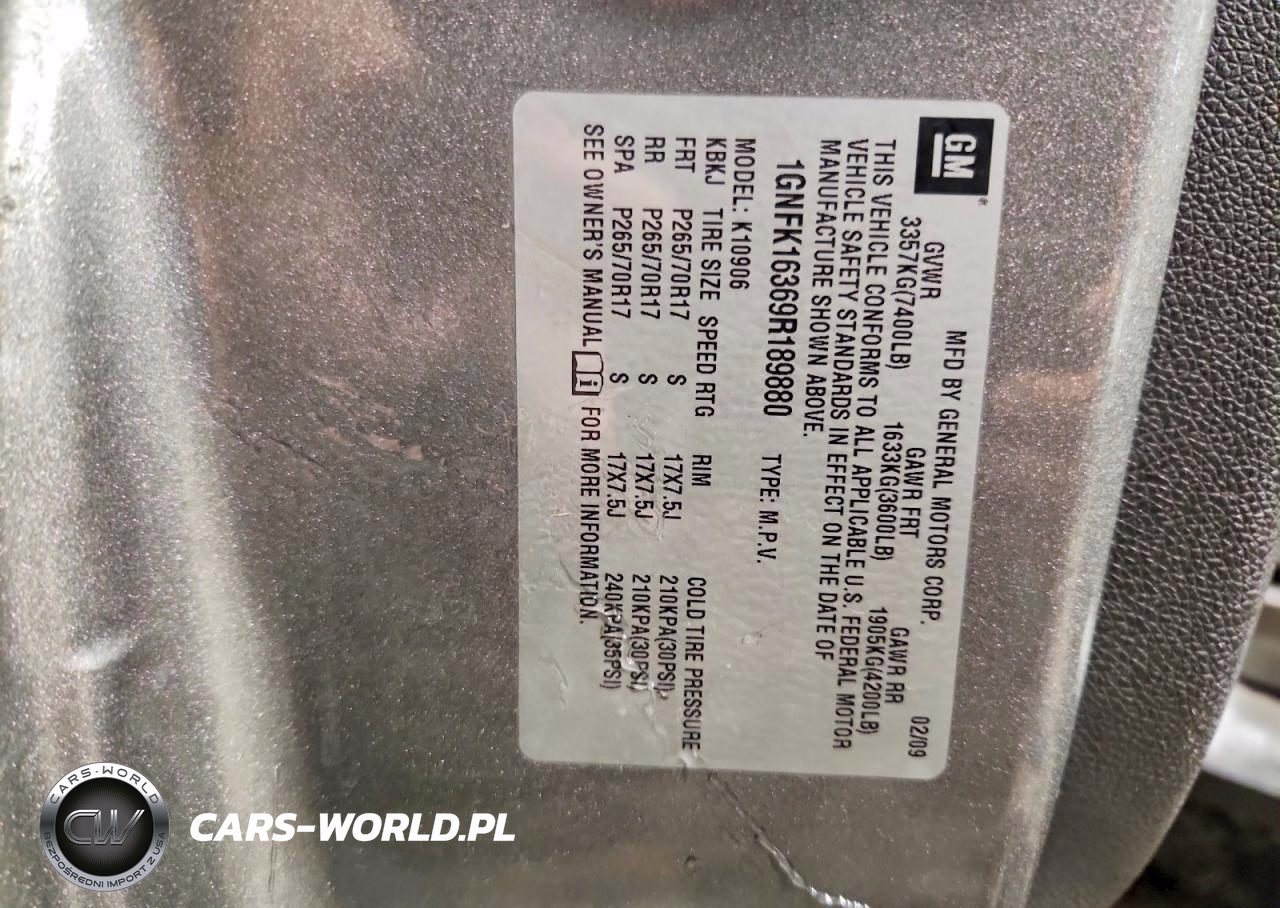 GM
MFD BY GENERAL MOTORS CORP. 02/09
GVWR GAWR FRT GAWR RR
3357KG(7400LB) 1633KG(3600LB) 1905KG(4200LB)
THIS VEHICLE CONFORMS TO ALL APPLICABLE U.S. FEDERAL MOTOR
VEHICLE SAFETY STANDARDS IN EFFECT ON THE DATE OF
MANUFACTURE SHOWN ABOVE.
1GNFK16369R189880 TYPE: M.P.V.
MODEL: K10906
KBKJ TIRE SIZE SPEED RTG RIM COLD TIRE PRESSURE
FRT P265/70R17 S 17X7.5J 210KPA(30PSI)
RR P265/70R17 S 17X7.5J 210KPA(30PSI)
SPA P265/70R17 S 17X7.5J 240KPA(35PSI)
SEE OWNER'S MANUAL i FOR MORE INFORMATION.
CARS-WORLD
CW
BEZPOŚREDNI IMPORT Z USA
CARS-WORLD.PL